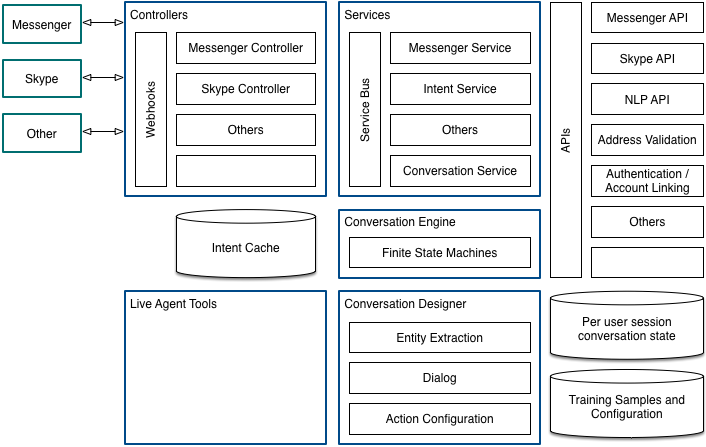 Messenger
Skype
Other
Controllers
Webhooks
Messenger Controller
Skype Controller
Others
Services
Service Bus
Messenger Service
Intent Service
Others
Conversation Service
APIs
Messenger API
Skype API
NLP API
Address Validation
Authentication /
Account Linking
Others
Intent Cache
Conversation Engine
Finite State Machines
Live Agent Tools
Conversation Designer
Entity Extraction
Dialog
Action Configuration
Per user session
conversation state
Training Samples and
Configuration